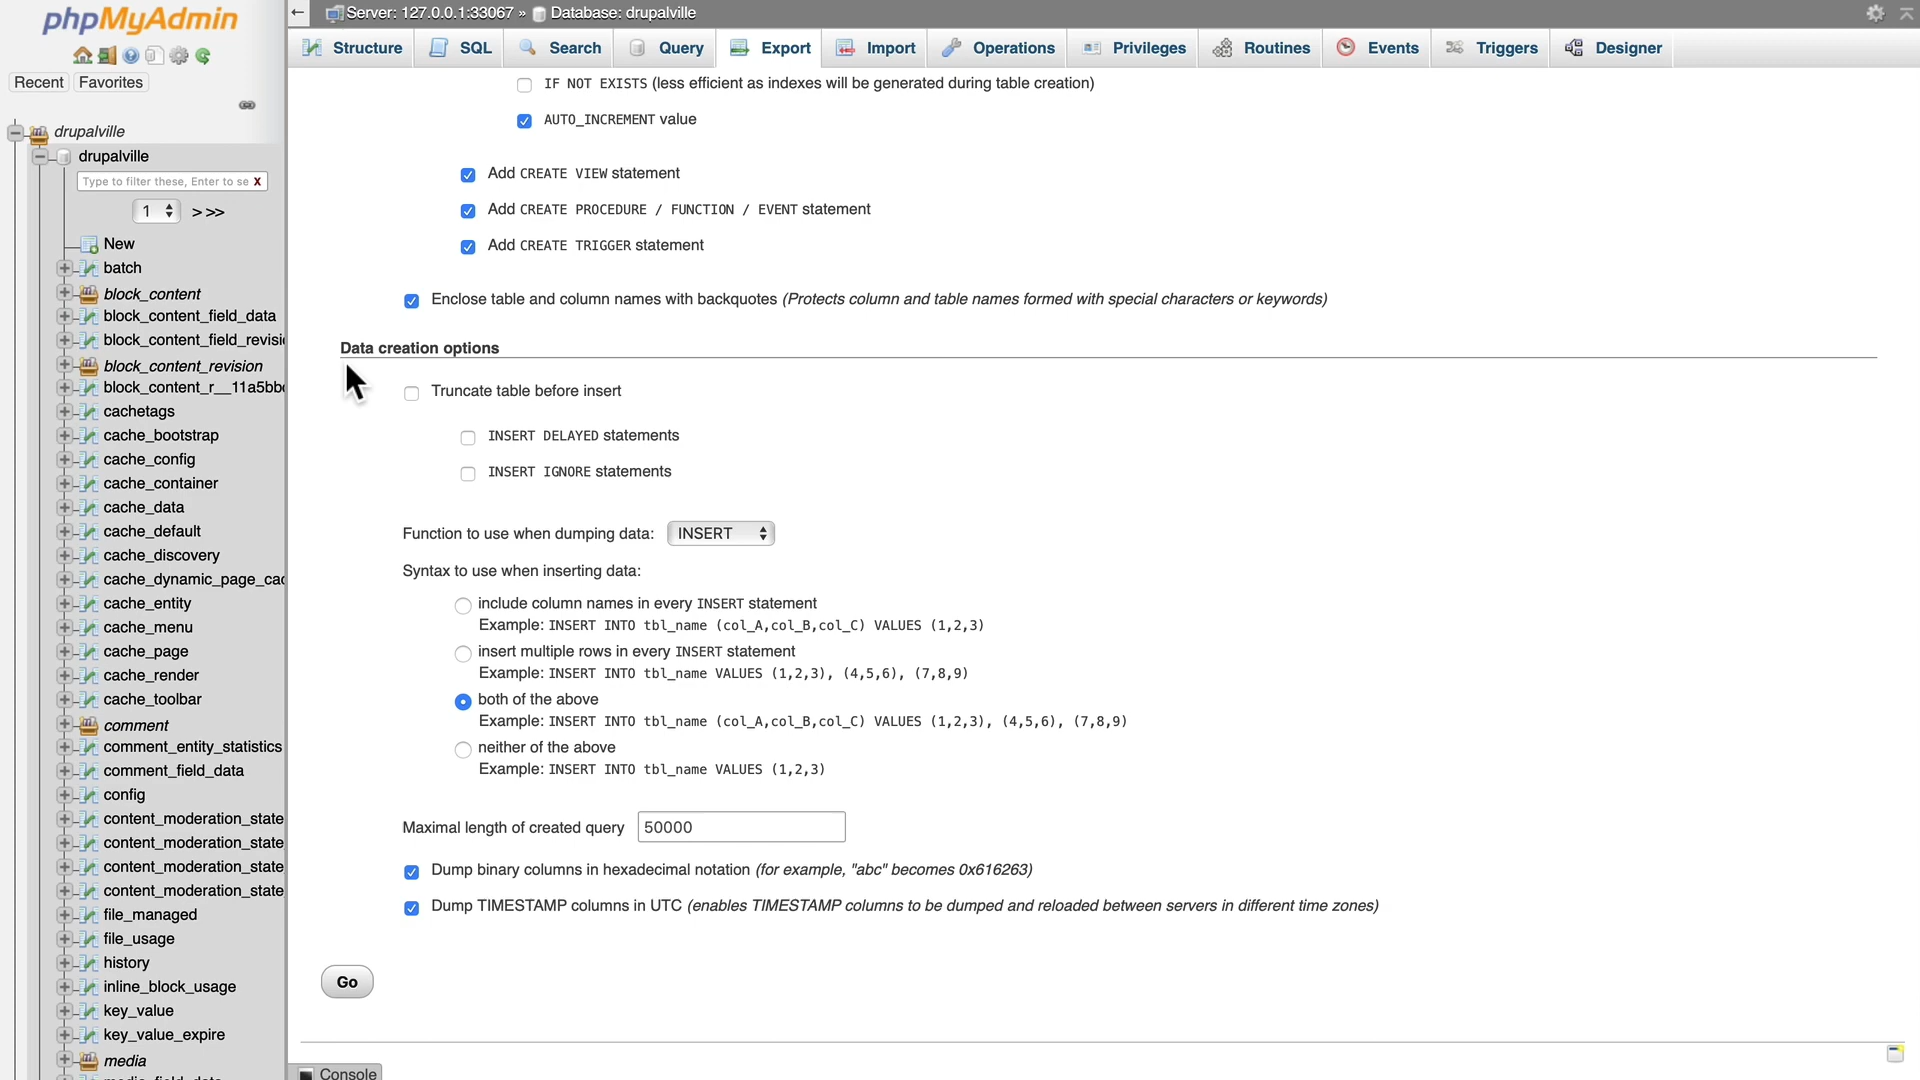 phpMyAdmin
Recent
Favorites
drupalville
drupalville
Type to filter these, Enter to se X
1 >>>
New
batch
block_content
block_content_field_data
block_content_field_revisi
block_content_revision
block_content_r__11a5bb
cachetags
cache_bootstrap
cache_config
cache_container
cache_data
cache_default
cache_discovery
cache_dynamic_page_cac
cache_entity
cache_menu
cache_page
cache_render
cache_toolbar
comment
comment_entity_statistics
comment_field_data
config
content_moderation_state
content_moderation_state
content_moderation_state
content_moderation_state
file_managed
file_usage
history
inline_block_usage
key_value
key_value_expire
media
media_field_data
Server: 127.0.0.1:33067 » Database: drupalville
Structure
SQL
Search
Query
Export
Import
Operations
Privileges
Routines
Events
Triggers
Designer
IF NOT EXISTS (less efficient as indexes will be generated during table creation)
AUTO_INCREMENT value
Add CREATE VIEW statement
Add CREATE PROCEDURE / FUNCTION / EVENT statement
Add CREATE TRIGGER statement
Enclose table and column names with backquotes (Protects column and table names formed with special characters or keywords)
Data creation options
Truncate table before insert
INSERT DELAYED statements
INSERT IGNORE statements
Function to use when dumping data: INSERT
Syntax to use when inserting data:
include column names in every INSERT statement
Example: INSERT INTO tbl_name (col_A,col_B,col_C) VALUES (1,2,3)
insert multiple rows in every INSERT statement
Example: INSERT INTO tbl_name VALUES (1,2,3), (4,5,6), (7,8,9)
both of the above
Example: INSERT INTO tbl_name (col_A,col_B,col_C) VALUES (1,2,3), (4,5,6), (7,8,9)
neither of the above
Example: INSERT INTO tbl_name VALUES (1,2,3)
Maximal length of created query 50000
Dump binary columns in hexadecimal notation (for example, "abc" becomes 0x616263)
Dump TIMESTAMP columns in UTC (enables TIMESTAMP columns to be dumped and reloaded between servers in different time zones)
Go
Console